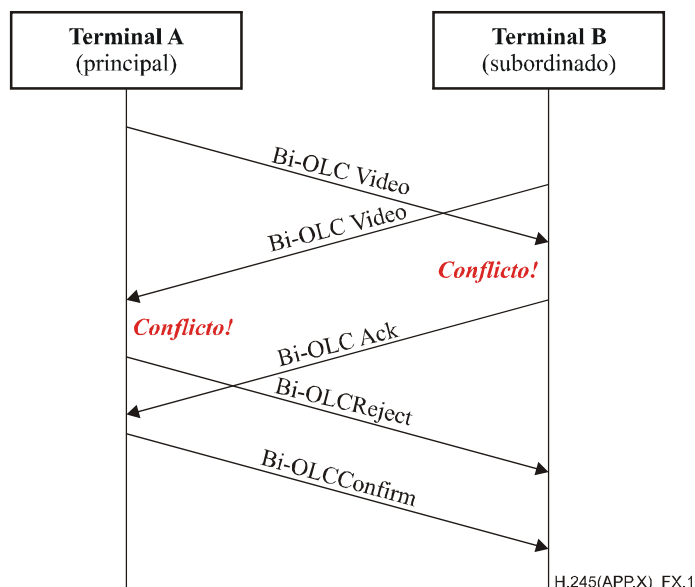 Terminal A
(principal)
Terminal B
(subordinado)
Bi-OLC Video
Bi-OLC Video
Conflicto!
Conflicto!
Bi-OLC Ack
Bi-OLCReject
Bi-OLCConfirm
H.245(APP.X)_FX.1